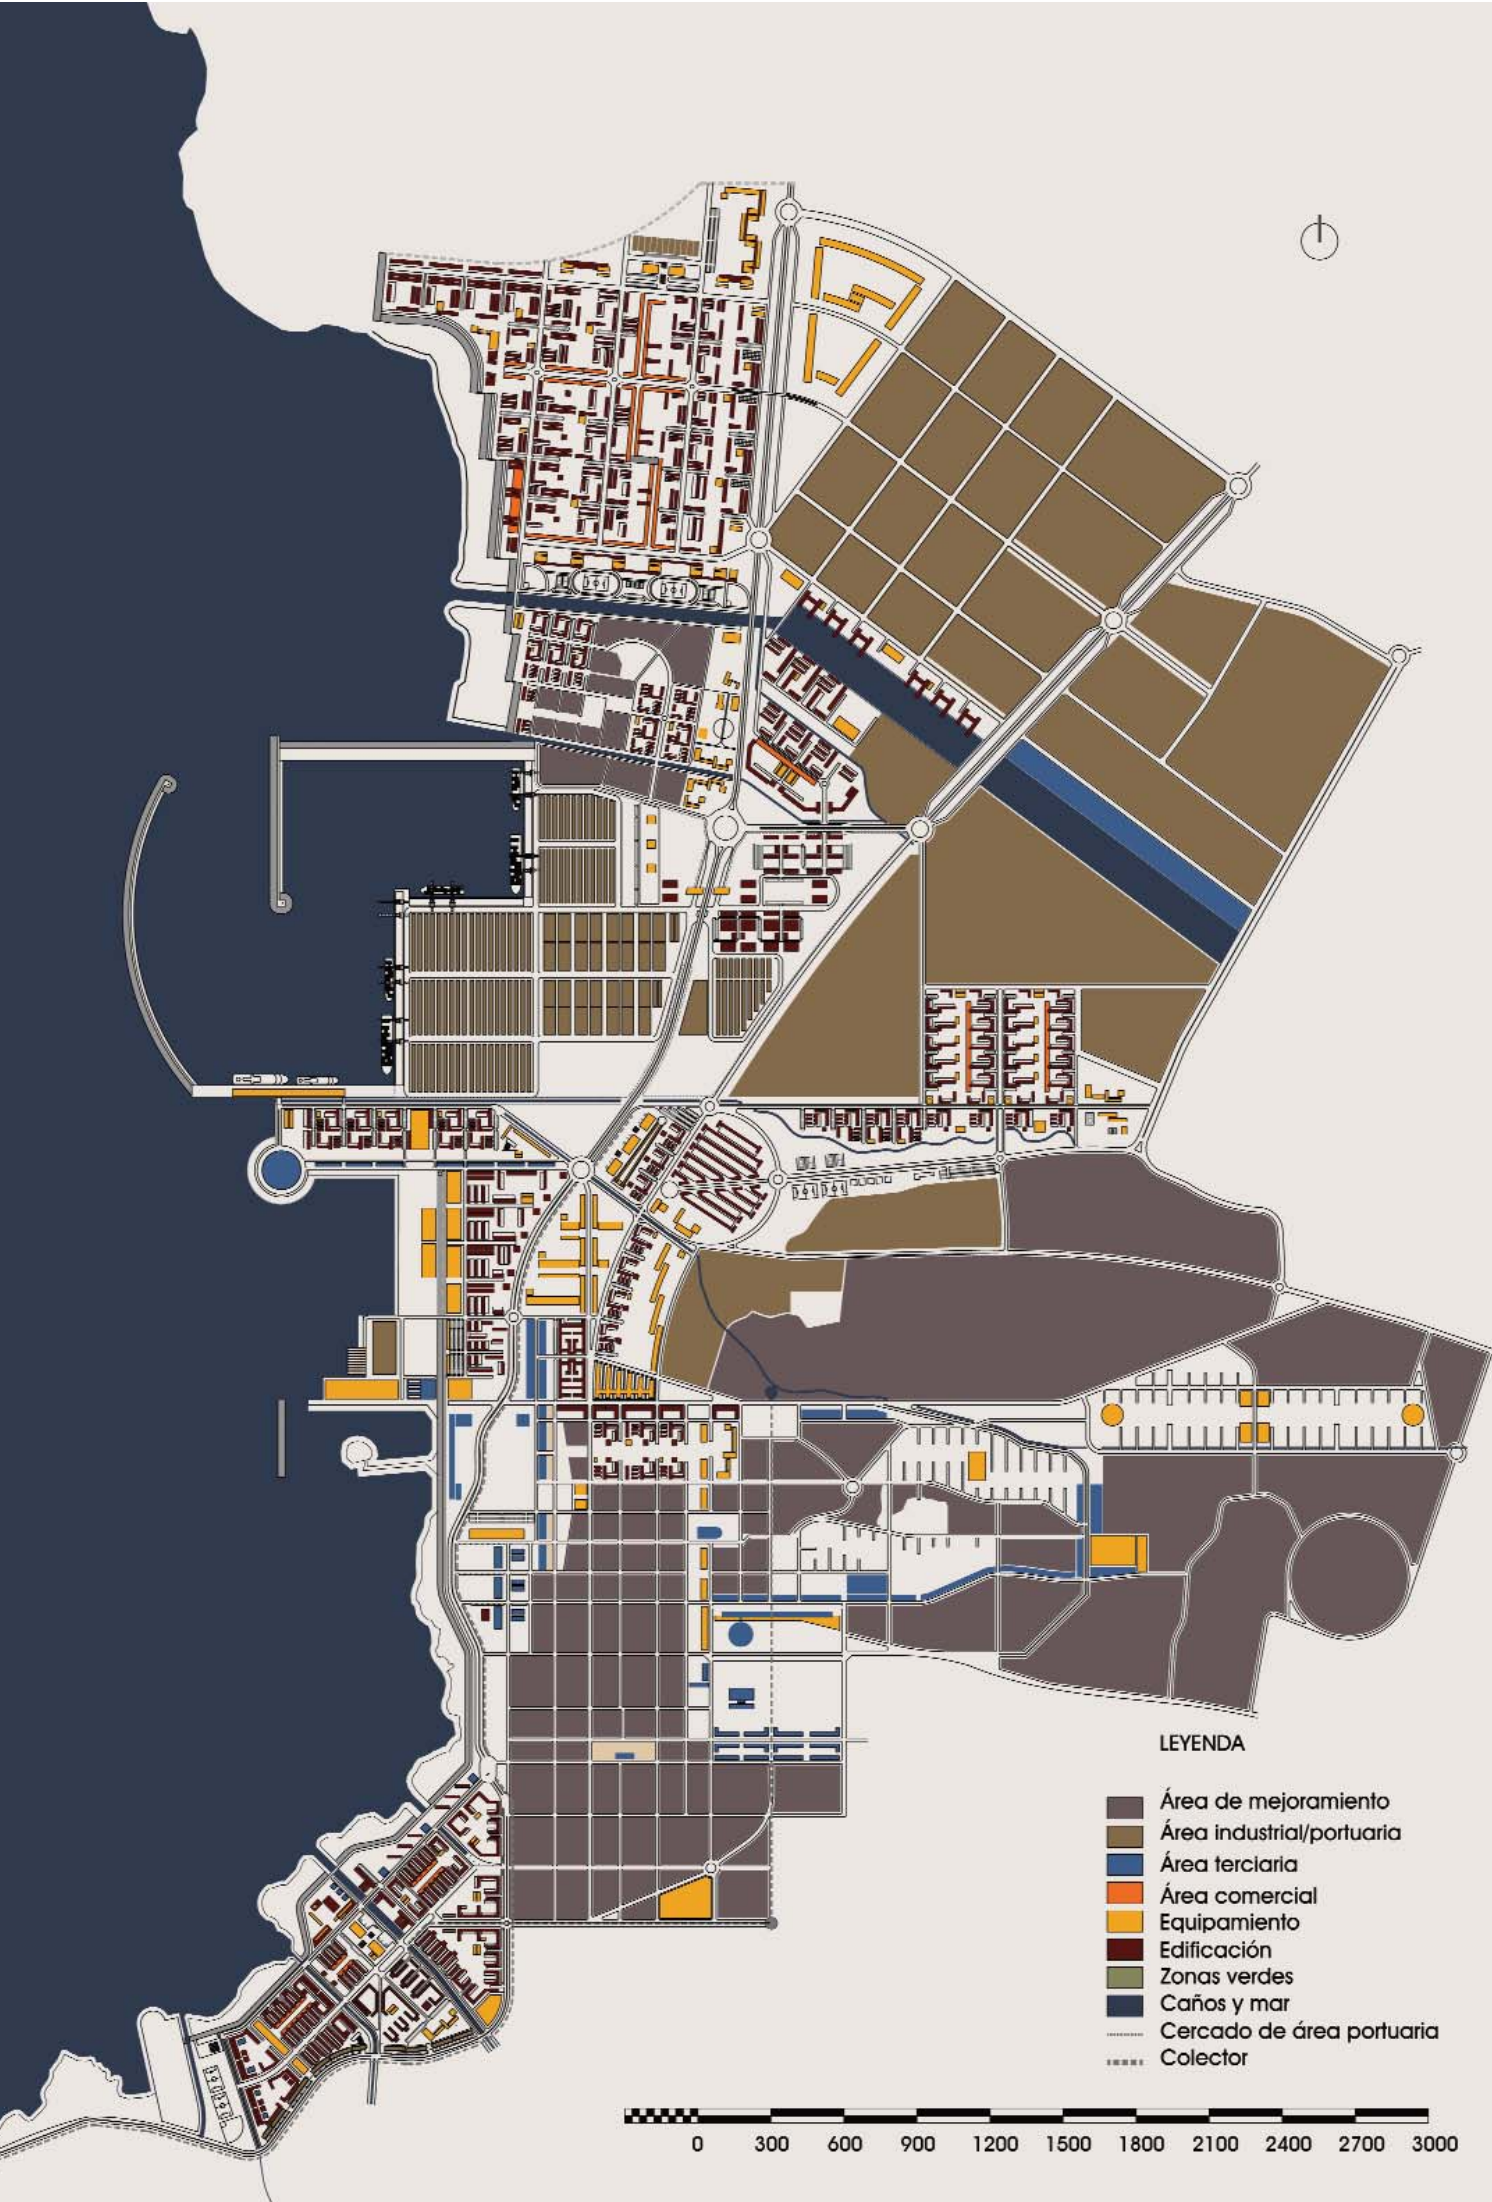 LEYENDA
Área de mejoramiento
Área industrial/portuaria
Área terciaria
Área comercial
Equipamiento
Edificación
Zonas verdes
Caños y mar
Cercado de área portuaria
Colector
0 300 600 900 1200 1500 1800 2100 2400 2700 3000